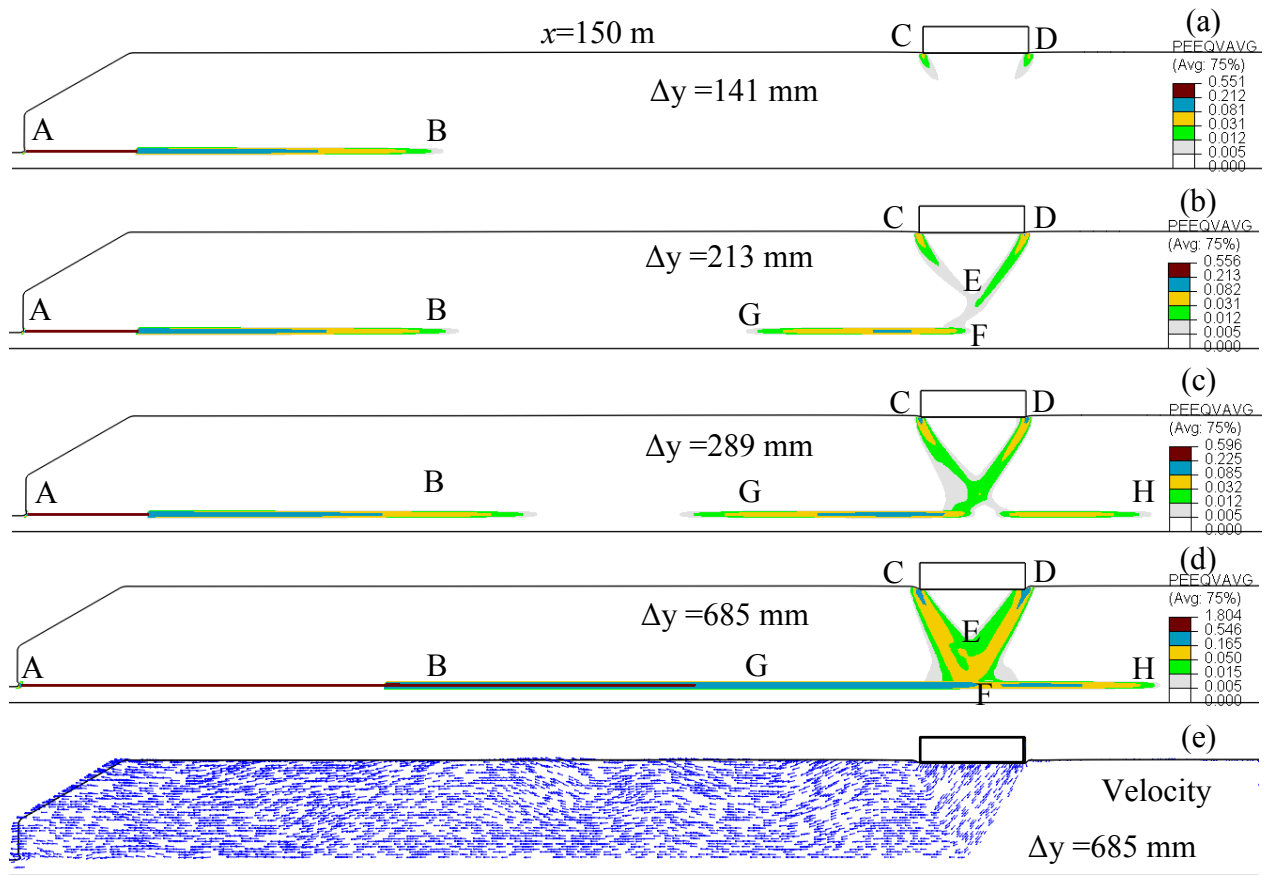 x=150 m
C
D
(a)
PEEQVAVG
(Avg: 75%)
0.551
0.212
0.081
0.031
0.012
0.005
0.000
Δy =141 mm
A
B
(b)
C
D
PEEQVAVG
(Avg: 75%)
0.556
0.213
0.082
0.031
0.012
0.005
0.000
Δy =213 mm
E
A
B
G
F
(c)
C
D
PEEQVAVG
(Avg: 75%)
0.596
0.225
0.085
0.032
0.012
0.005
0.000
Δy =289 mm
A
B
G
H
(d)
C
D
PEEQVAVG
(Avg: 75%)
1.804
0.546
0.165
0.050
0.015
0.005
0.000
Δy =685 mm
E
A
B
G
H
F
(e)
Velocity
Δy =685 mm